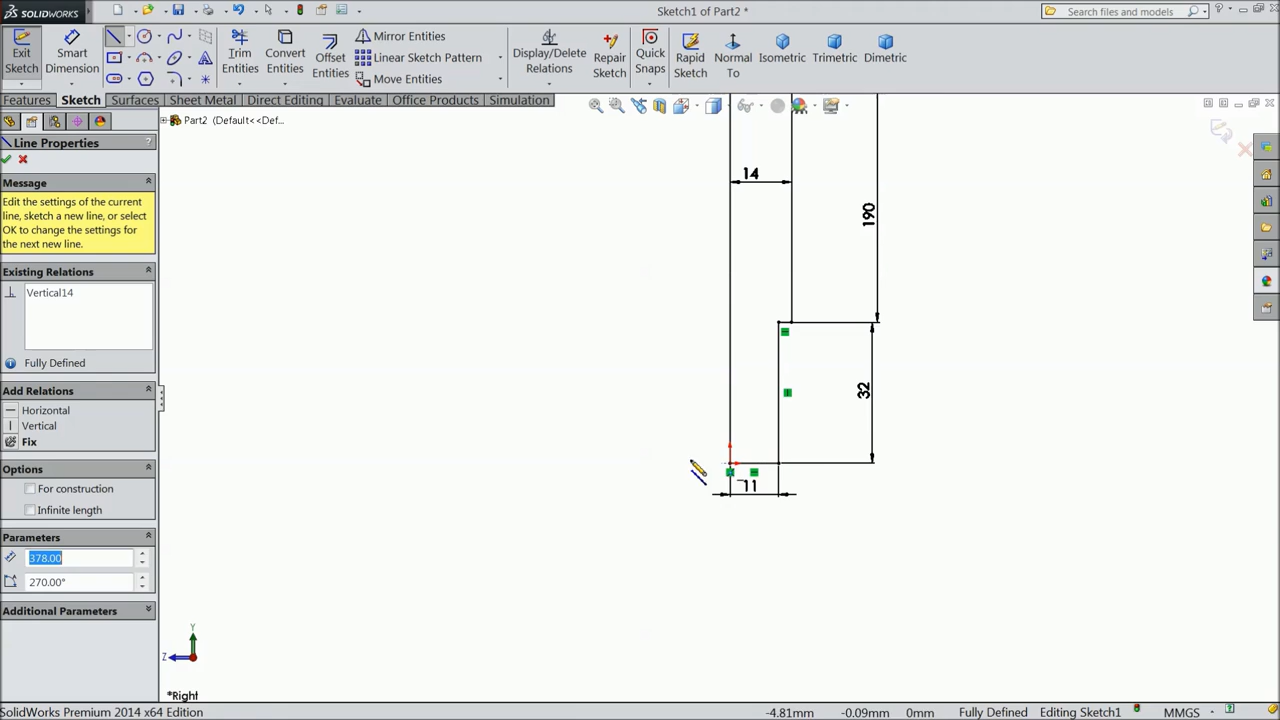 SOLIDWORKS
Sketch1 of Part2 *
Search files and models
Exit Sketch
Smart Dimension
Trim Entities
Convert Entities
Offset Entities
Mirror Entities
Linear Sketch Pattern
Move Entities
Display/Delete Relations
Repair Sketch
Quick Snaps
Rapid Sketch
Normal To
Isometric
Trimetric
Dimetric
Features
Sketch
Surfaces
Sheet Metal
Direct Editing
Evaluate
Office Products
Simulation
Part2 (Default<<Def...
Line Properties
?
Message
Edit the settings of the current
line, sketch a new line, or select
OK to change the settings for
the next new line.
Existing Relations
Vertical14
Fully Defined
Add Relations
Horizontal
Vertical
Fix
Options
For construction
Infinite length
Parameters
378.00
270.00°
Additional Parameters
14
190
32
11
Y
Z
*Right
SolidWorks Premium 2014 x64 Edition
-4.81mm
-0.09mm
0mm
Fully Defined
Editing Sketch1
MMGS